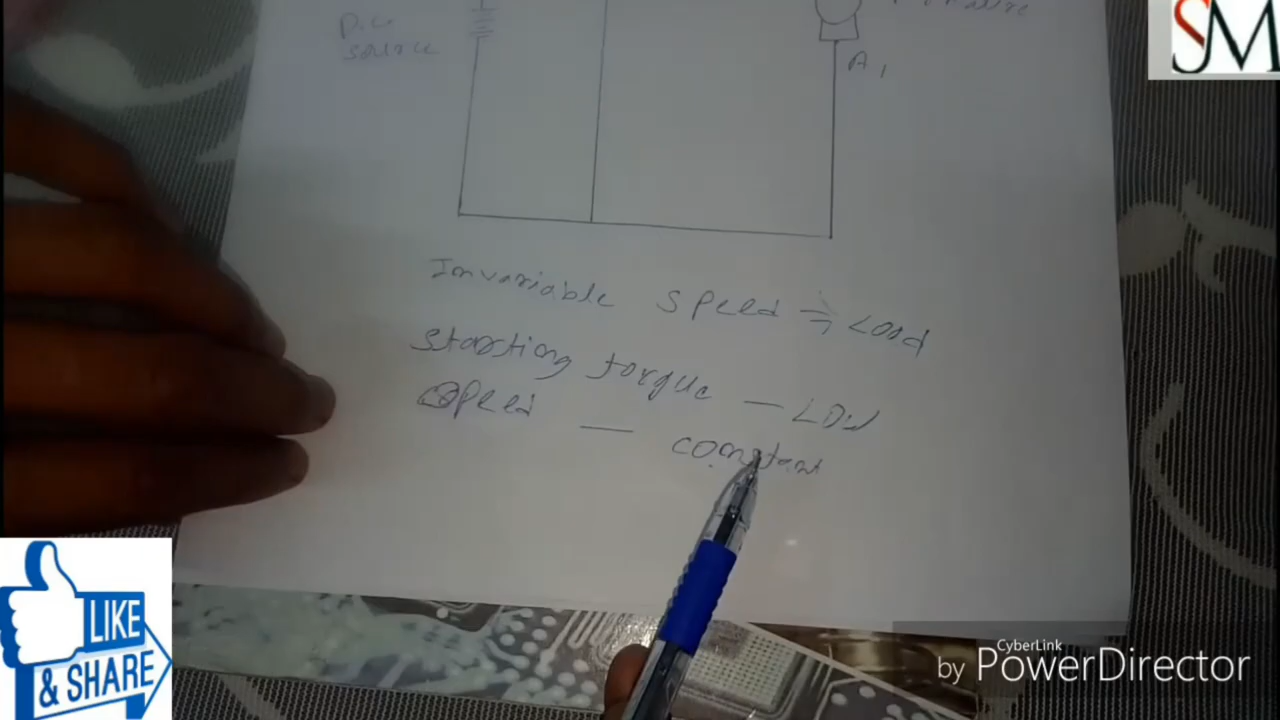 D.C
source
A1
SM
Invariable speed ≒ Load
starting torque — LOW
speed — constant
LIKE
& SHARE
CyberLink
by PowerDirector